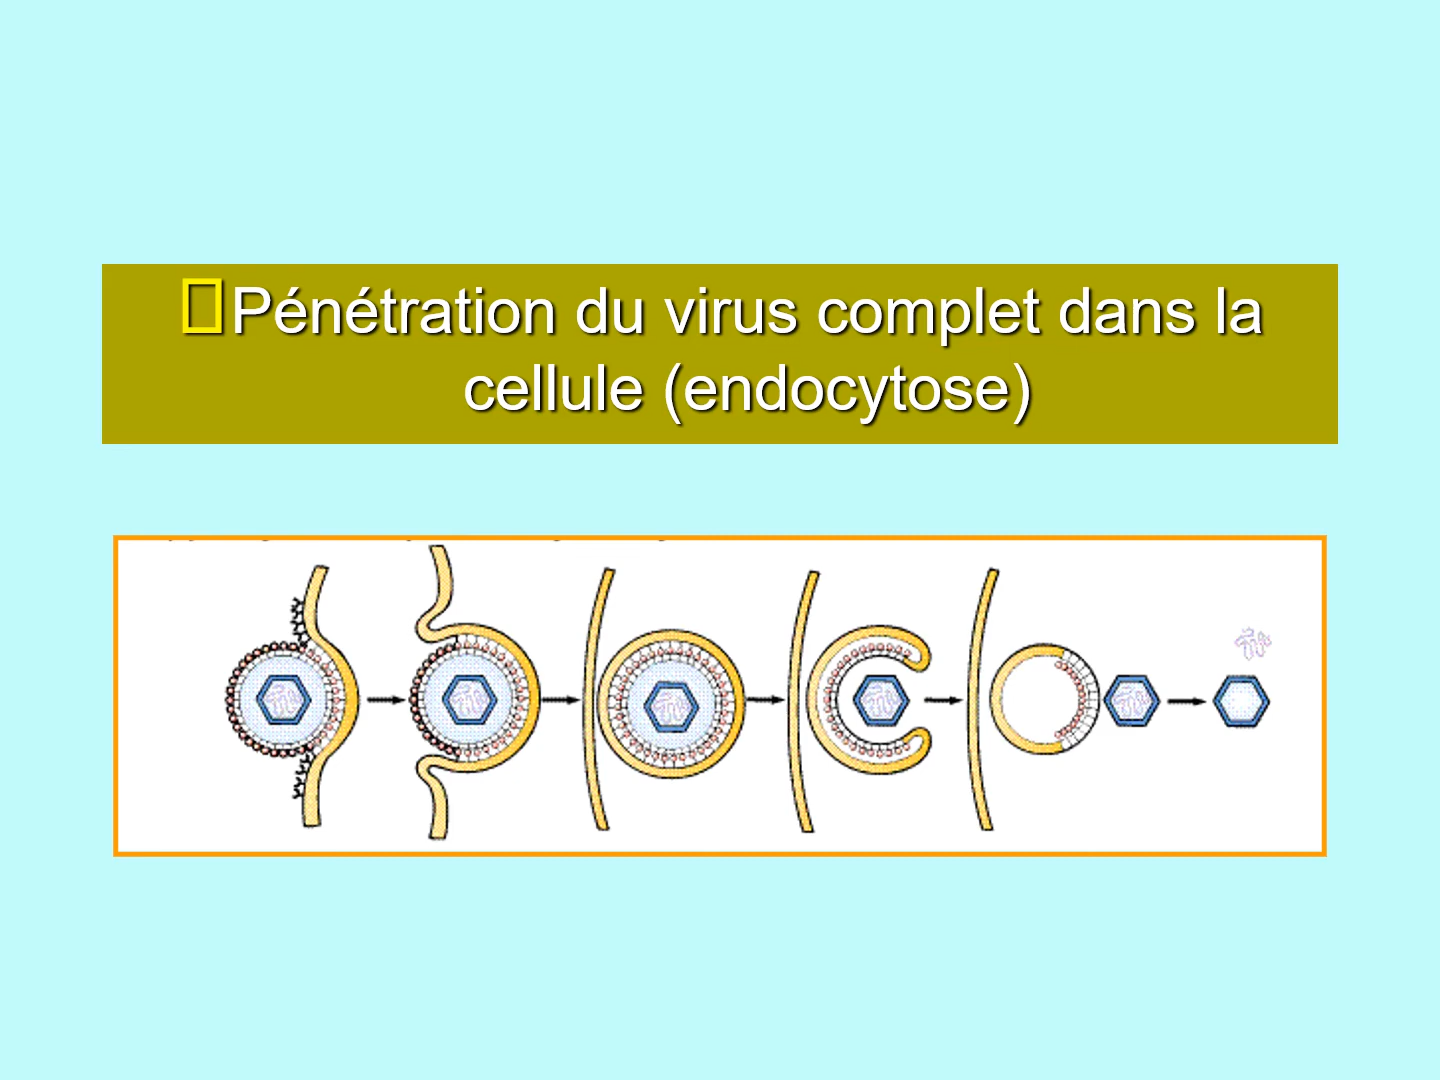 Pénétration du virus complet dans la
cellule (endocytose)